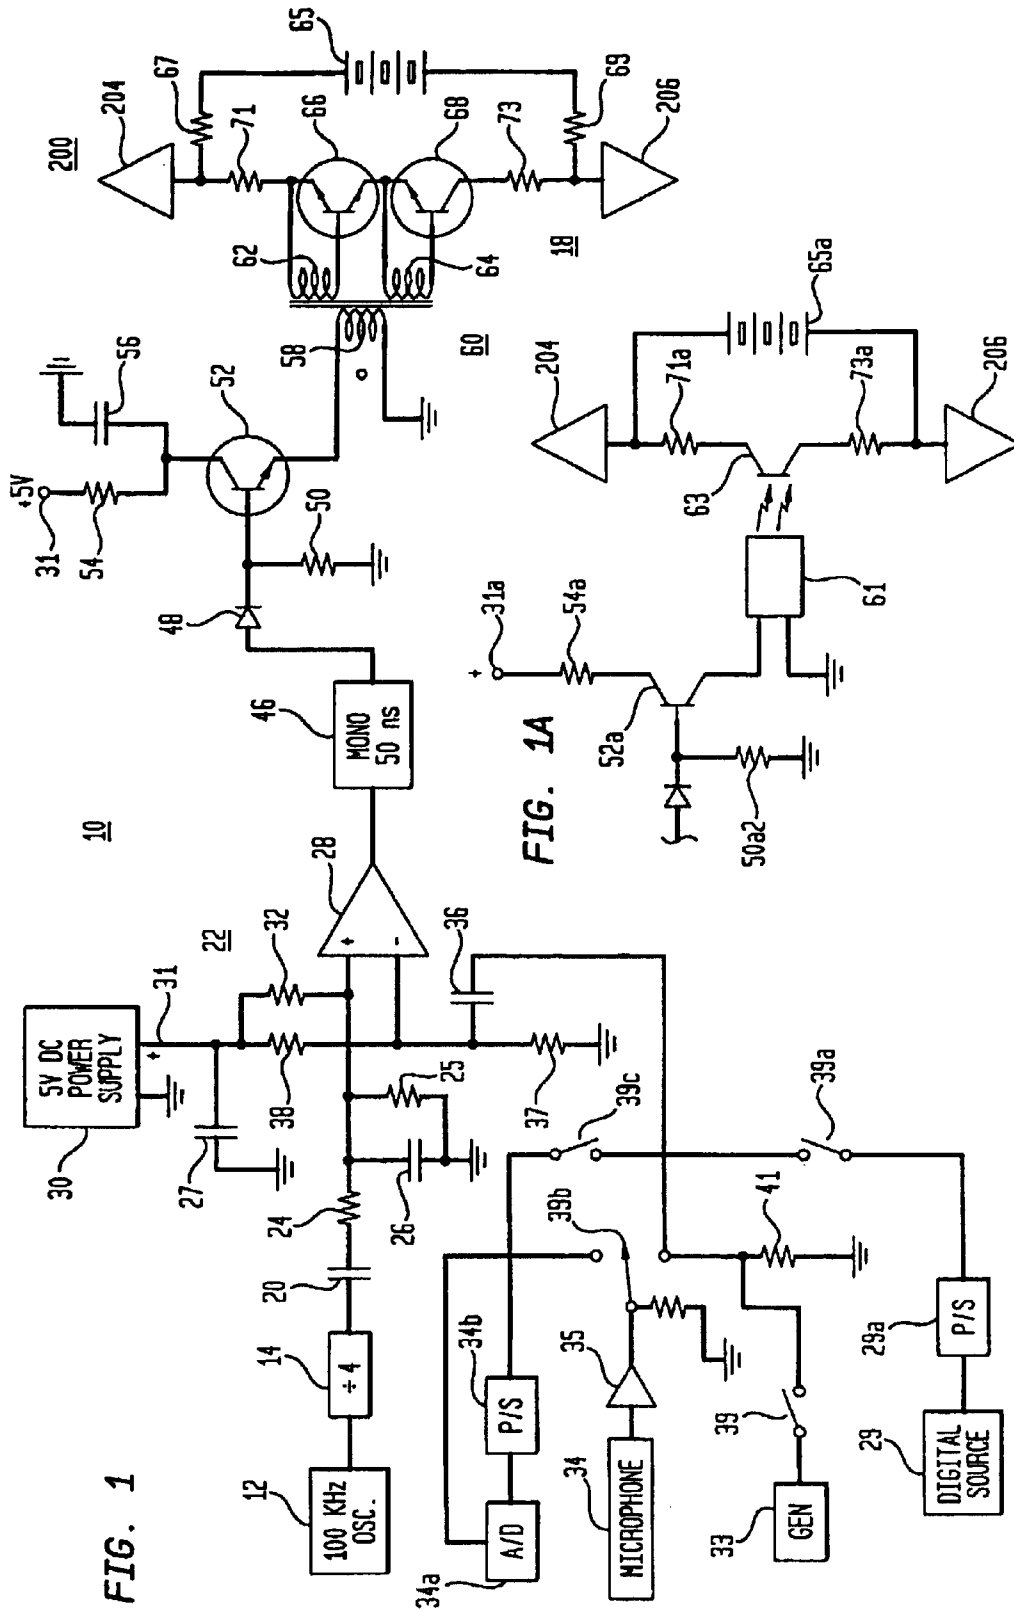 FIG. 1
10
12
100 KHz
OSC.
14
÷4
20
24
26
25
27
30
5V DC
POWER
SUPPLY
+
31
22
38
32
28
+
-
36
37
46
MONO
50 ns
48
50
31
+5V
54
56
52
58
60
62
64
18
66
68
71
73
67
69
65
200
204
206
34a
A/D
34b
P/S
34
MICROPHONE
35
39b
39c
39a
41
33
GEN
39
29
DIGITAL
SOURCE
29a
P/S
FIG. 1A
50a2
52a
54a
+
31a
61
63
71a
73a
65a
204
206